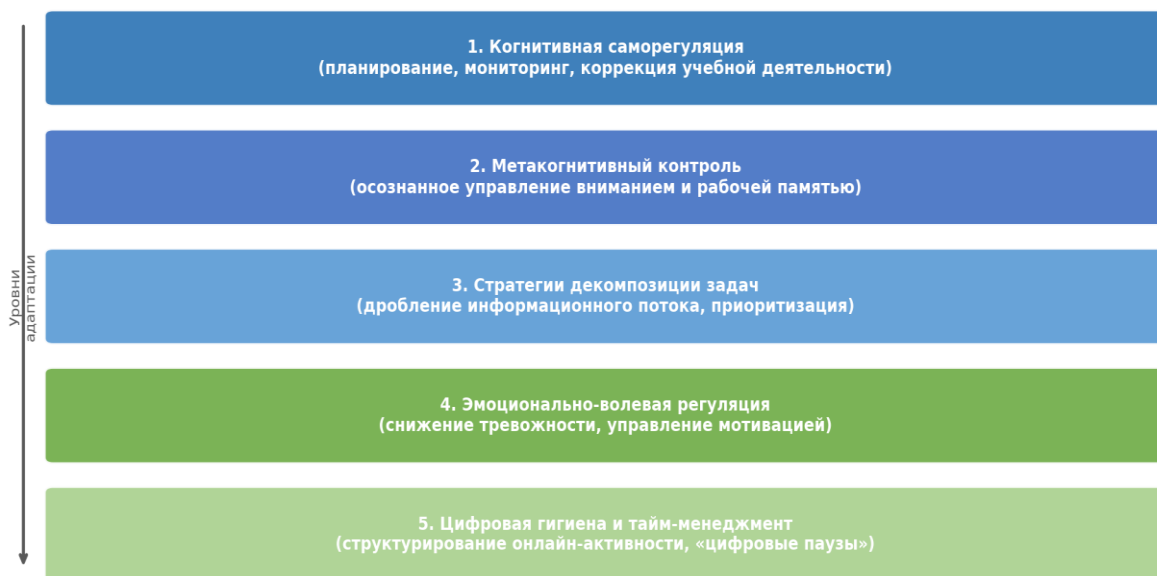 1. Когнитивная саморегуляция
(планирование, мониторинг, коррекция учебной деятельности)
2. Метакогнитивный контроль
(осознанное управление вниманием и рабочей памятью)
Уровни
адаптации
3. Стратегии декомпозиции задач
(дробление информационного потока, приоритизация)
4. Эмоционально-волевая регуляция
(снижение тревожности, управление мотивацией)
5. Цифровая гигиена и тайм-менеджмент
(структурирование онлайн-активности, «цифровые паузы»)